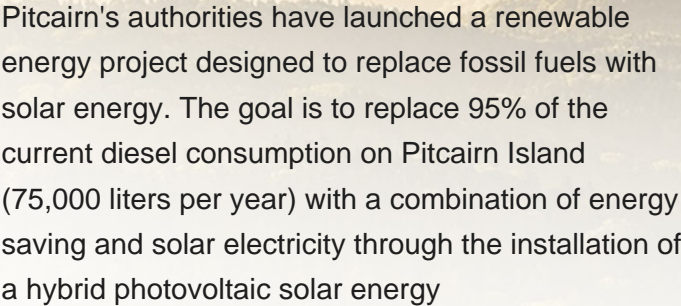 Pitcairn's authorities have launched a renewable
energy project designed to replace fossil fuels with
solar energy. The goal is to replace 95% of the
current diesel consumption on Pitcairn Island
(75,000 liters per year) with a combination of energy
saving and solar electricity through the installation of
a hybrid photovoltaic solar energy